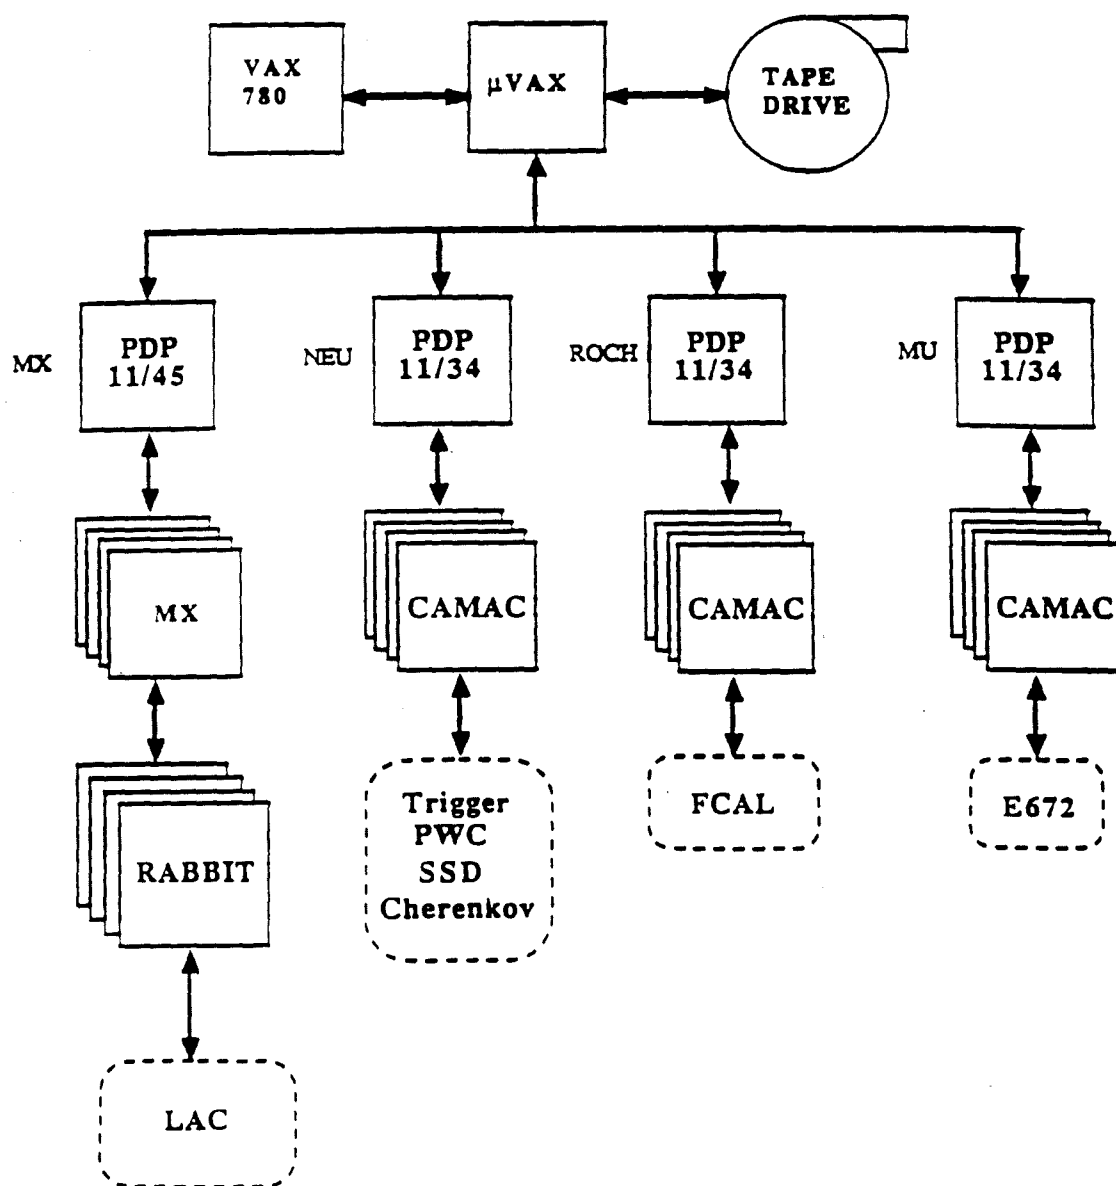 VAX
780
μVAX
TAPE
DRIVE
MX
PDP
11/45
NEU
PDP
11/34
ROCH
PDP
11/34
MU
PDP
11/34
MX
CAMAC
CAMAC
CAMAC
RABBIT
Trigger
PWC
SSD
Cherenkov
FCAL
E672
LAC